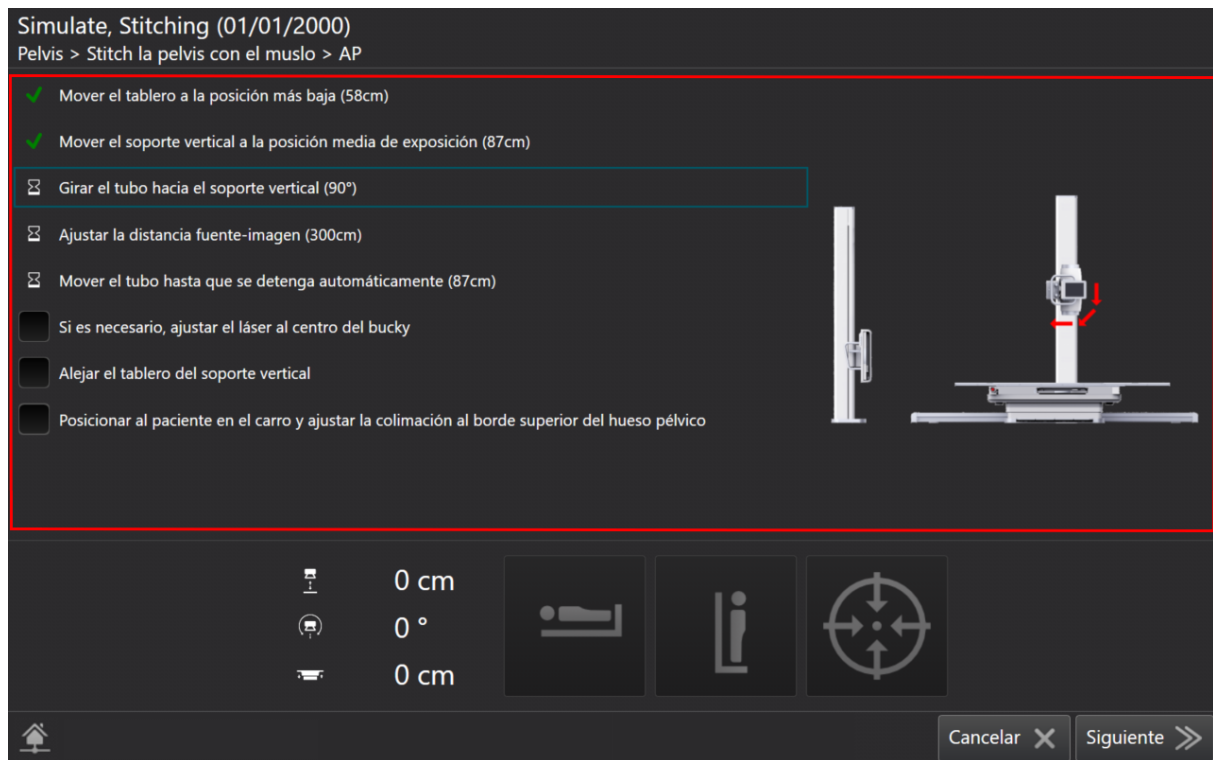 Simulate, Stitching (01/01/2000)
Pelvis > Stitch la pelvis con el muslo > AP
Mover el tablero a la posición más baja (58cm)
Mover el soporte vertical a la posición media de exposición (87cm)
Girar el tubo hacia el soporte vertical (90°)
Ajustar la distancia fuente-imagen (300cm)
Mover el tubo hasta que se detenga automáticamente (87cm)
Si es necesario, ajustar el láser al centro del bucky
Alejar el tablero del soporte vertical
Posicionar al paciente en el carro y ajustar la colimación al borde superior del hueso pélvico
0 cm
0 °
0 cm
Cancelar
Siguiente